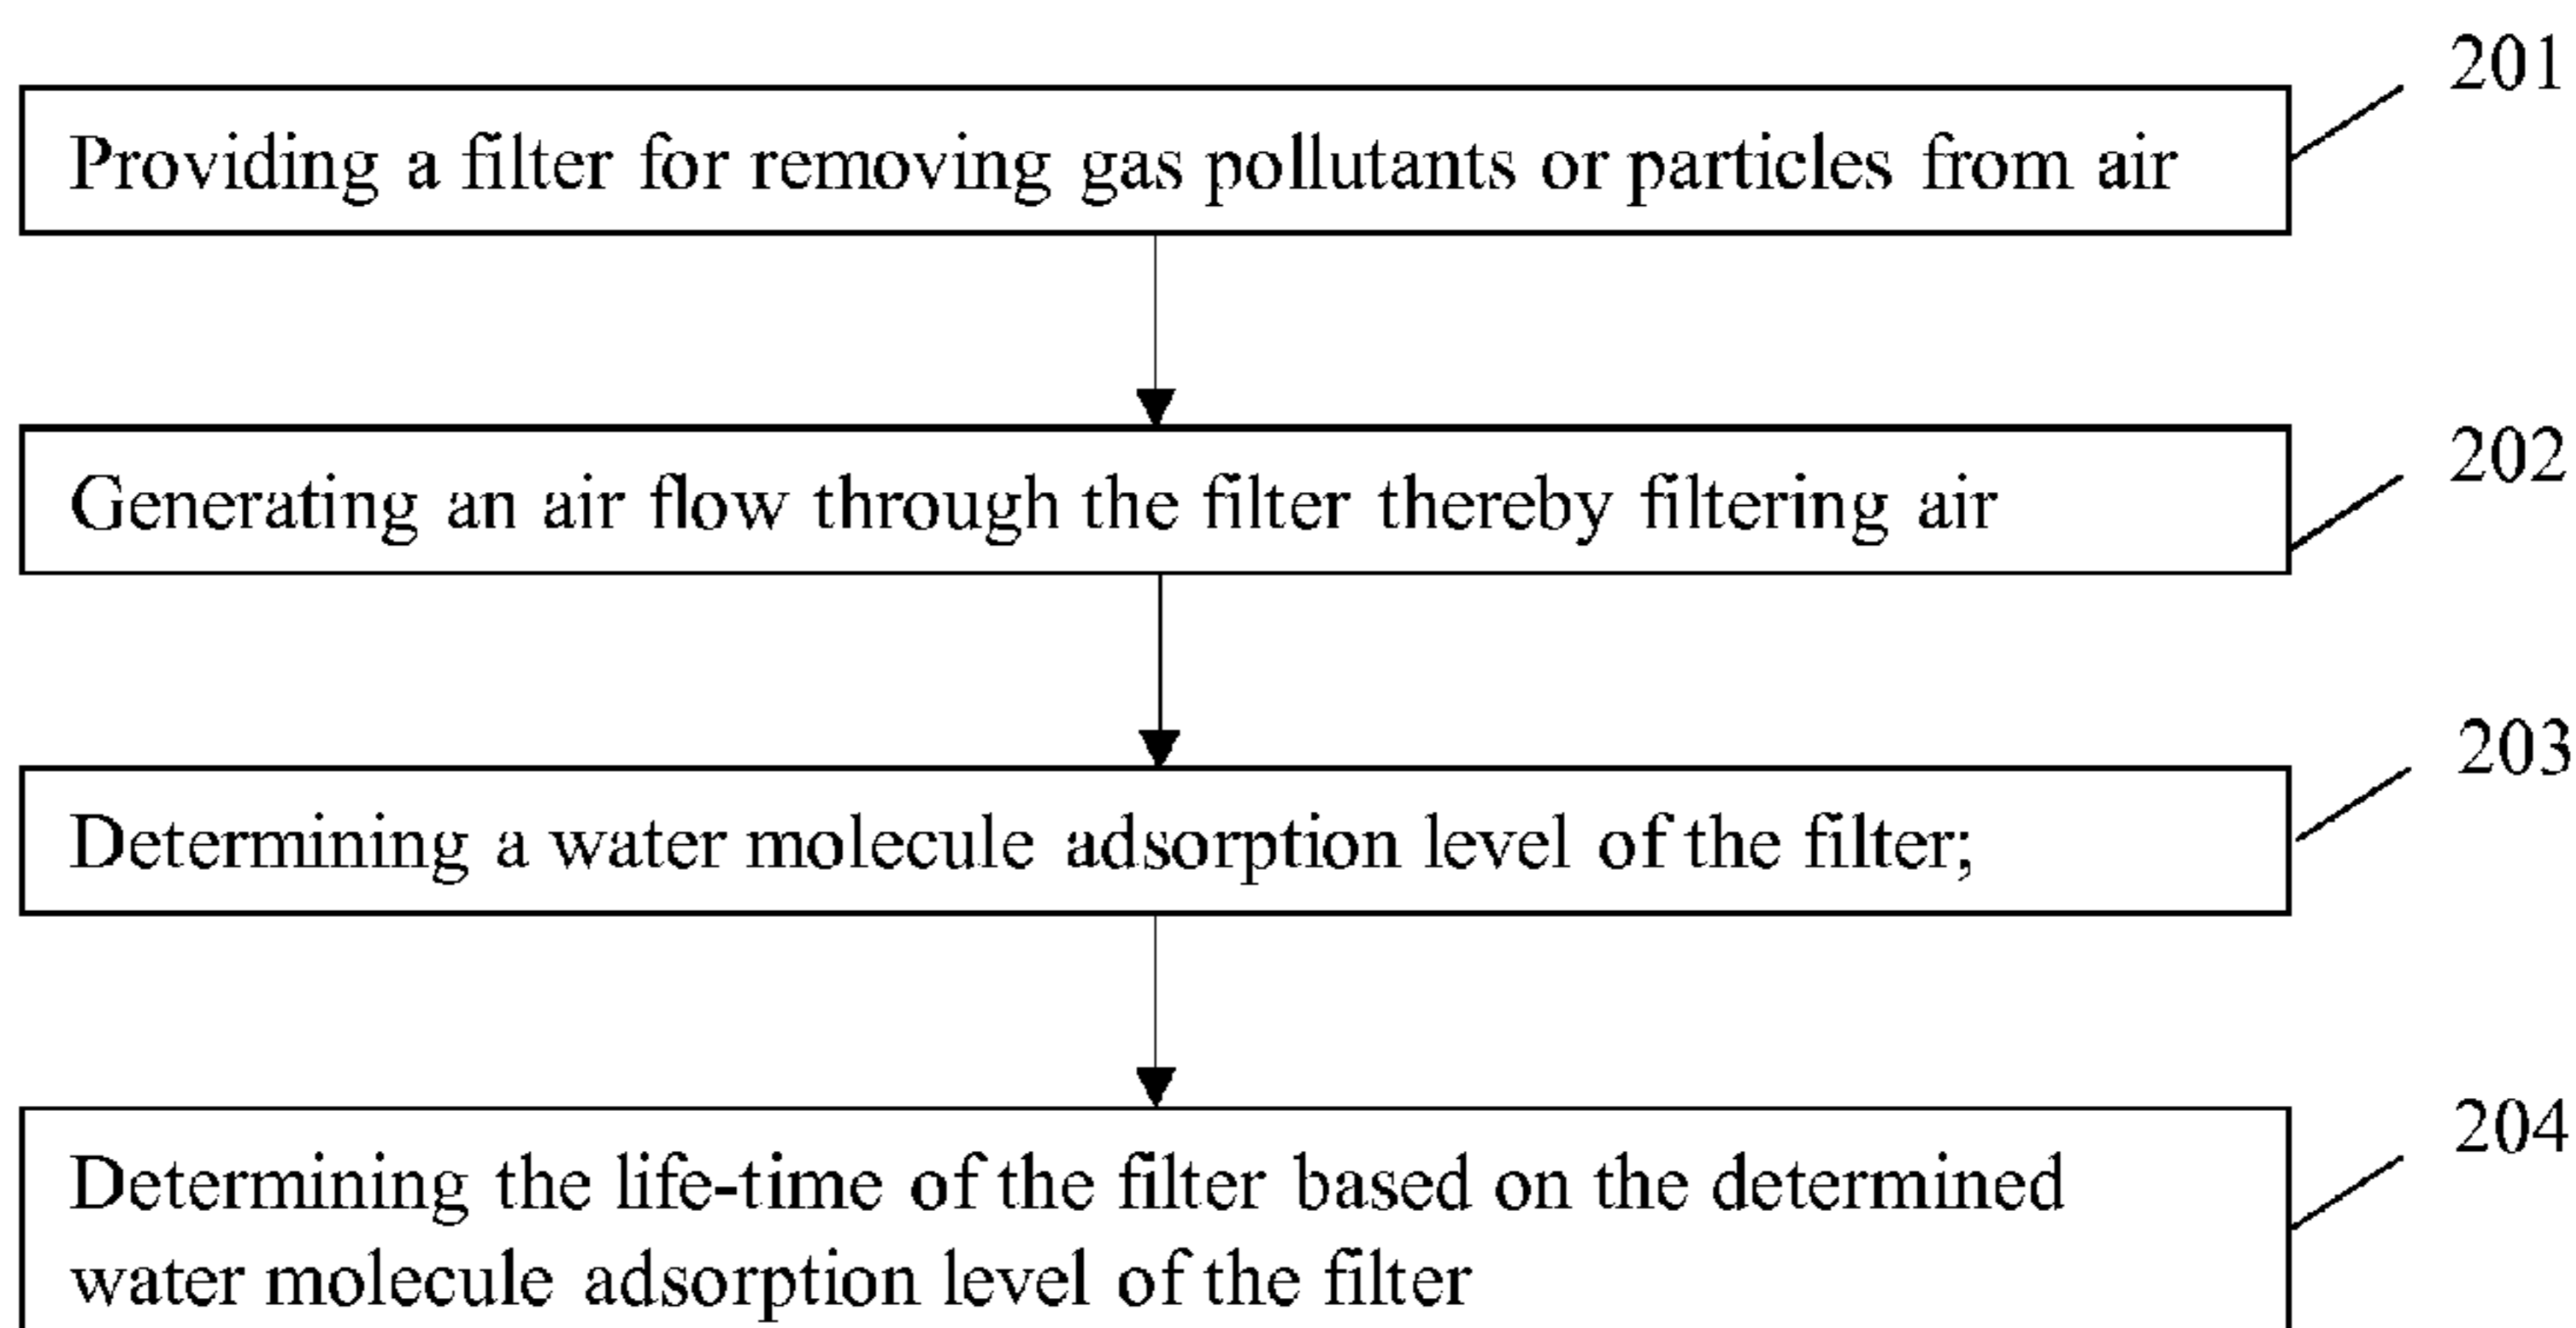 201
Providing a filter for removing gas pollutants or particles from air
202
Generating an air flow through the filter thereby filtering air
203
Determining a water molecule adsorption level of the filter;
204
Determining the life-time of the filter based on the determined
water molecule adsorption level of the filter